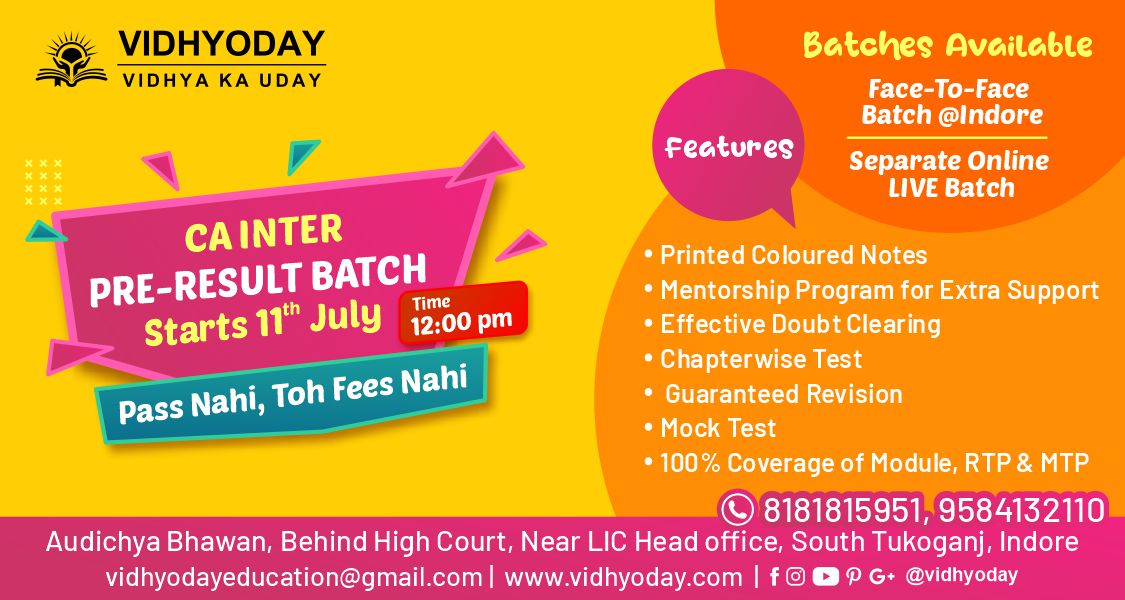 VIDHYODAY
VIDHYA KA UDAY
CA INTER
PRE-RESULT BATCH
Starts 11th July
Time
12:00 pm
Pass Nahi, Toh Fees Nahi
Batches Available
Face-To-Face
Batch @Indore
Separate Online
LIVE Batch
Features
• Printed Coloured Notes
• Mentorship Program for Extra Support
• Effective Doubt Clearing
• Chapterwise Test
• Guaranteed Revision
• Mock Test
• 100% Coverage of Module, RTP & MTP
8181815951, 9584132110
Audichya Bhawan, Behind High Court, Near LIC Head office, South Tukoganj, Indore
vidhyodayeducation@gmail.com | www.vidhyoday.com | @vidhyoday